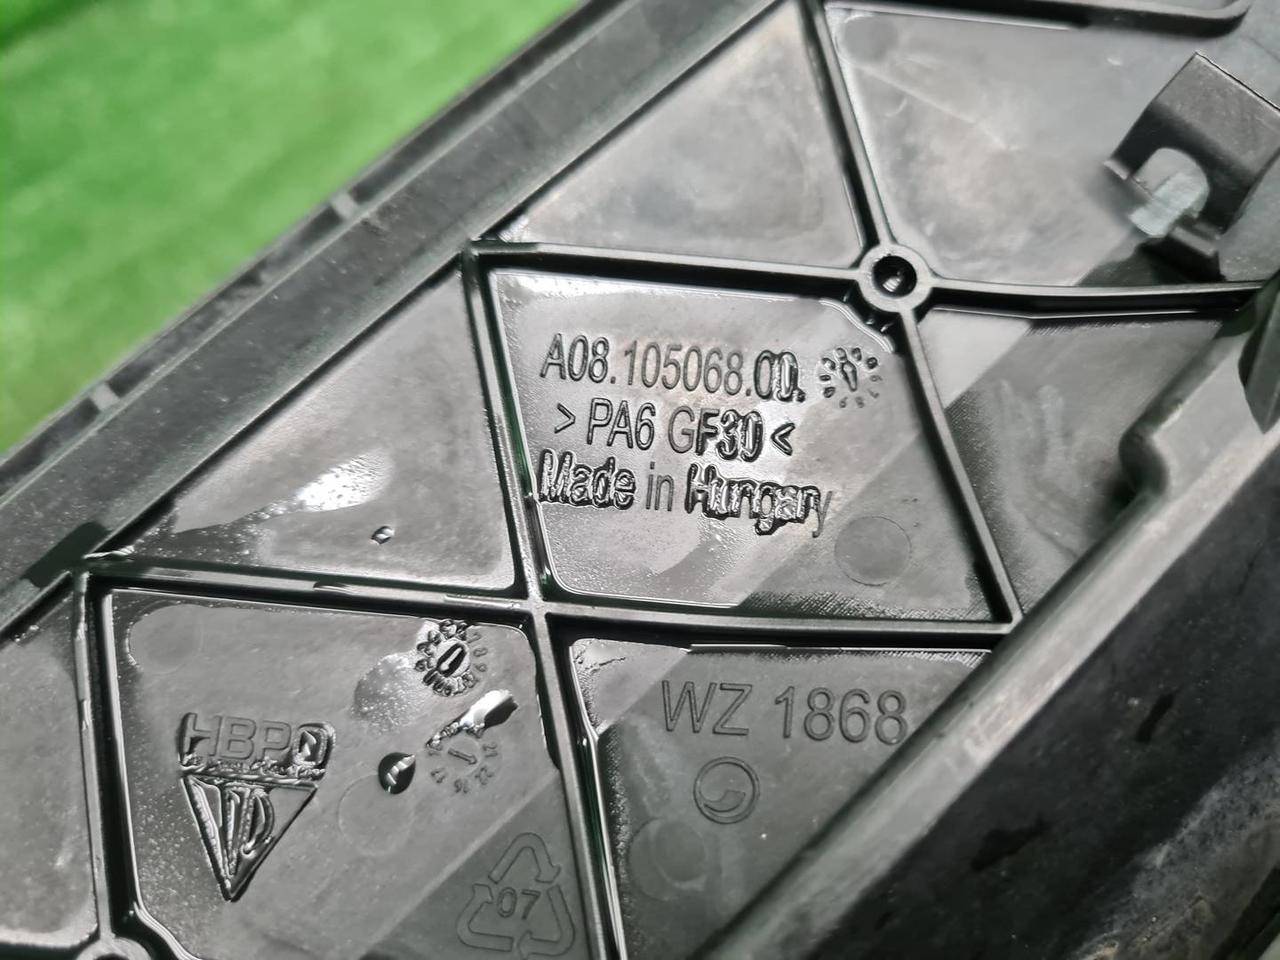 A08.105068.00.
>PA6 GF30<
Made in Hungary
WZ 1868
HBPO
07